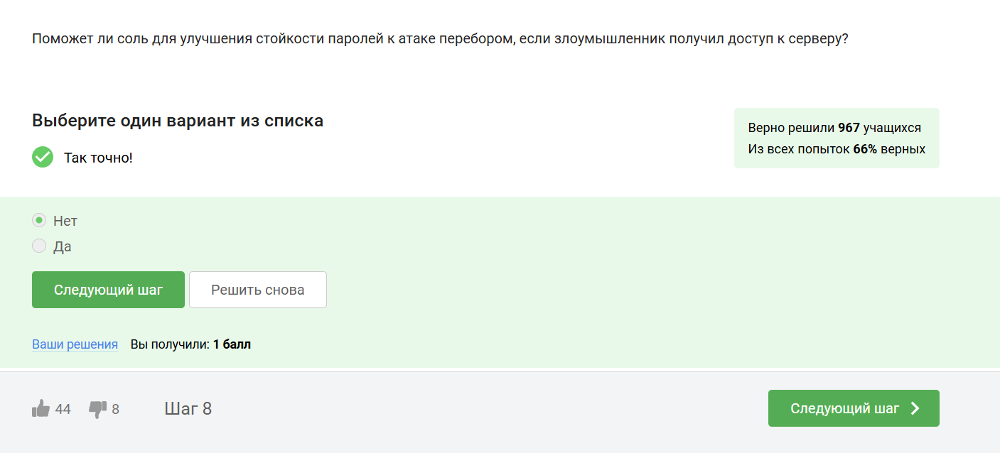 Поможет ли соль для улучшения стойкости паролей к атаке перебором, если злоумышленник получил доступ к серверу?
Выберите один вариант из списка
Так точно!
Верно решили 967 учащихся
Из всех попыток 66% верных
Нет
Да
Следующий шаг
Решить снова
Ваши решения Вы получили: 1 балл
44 8 Шаг 8 Следующий шаг